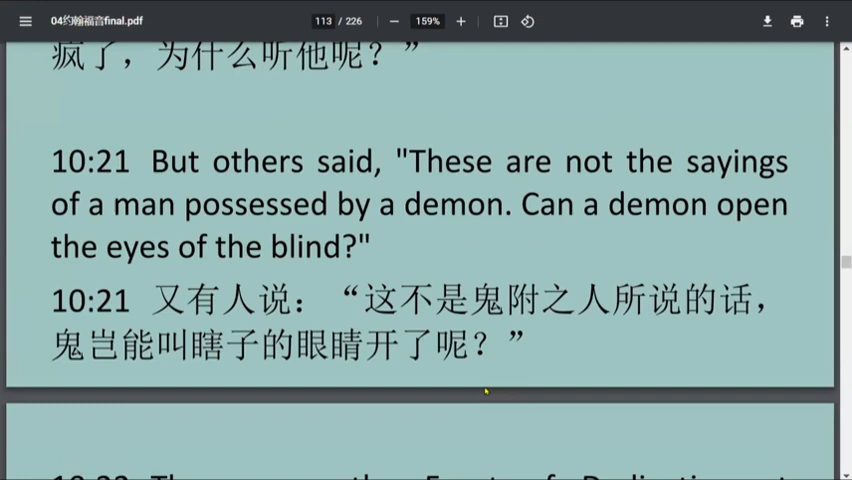 04约翰福音final.pdf
113 / 226
159%
疯了，为什么听他呢？”
10:21 But others said, "These are not the sayings
of a man possessed by a demon. Can a demon open
the eyes of the blind?"
10:21 又有人说：“这不是鬼附之人所说的话，
鬼岂能叫瞎子的眼睛开了呢？”